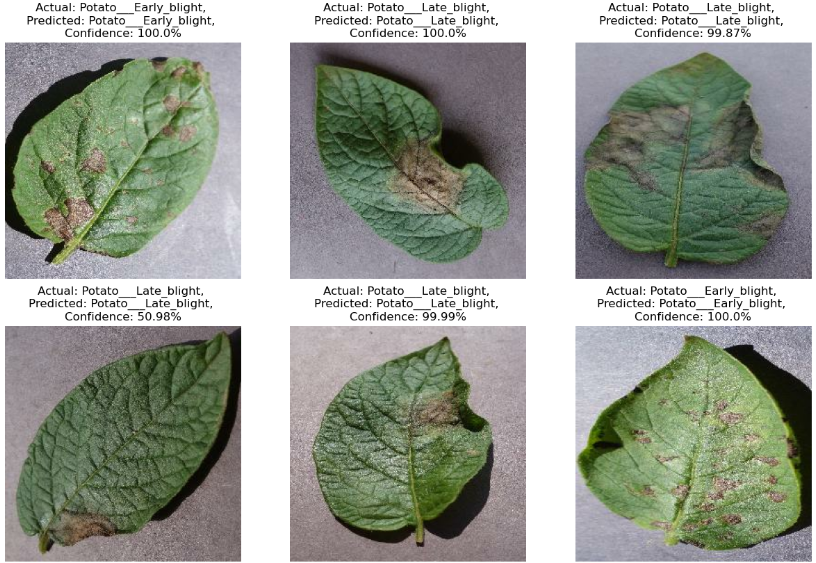 Actual: Potato___Early_blight,
Predicted: Potato___Early_blight,
Confidence: 100.0%
Actual: Potato___Late_blight,
Predicted: Potato___Late_blight,
Confidence: 100.0%
Actual: Potato___Late_blight,
Predicted: Potato___Late_blight,
Confidence: 99.87%
Actual: Potato___Late_blight,
Predicted: Potato___Late_blight,
Confidence: 50.98%
Actual: Potato___Late_blight,
Predicted: Potato___Late_blight,
Confidence: 99.99%
Actual: Potato___Early_blight,
Predicted: Potato___Early_blight,
Confidence: 100.0%